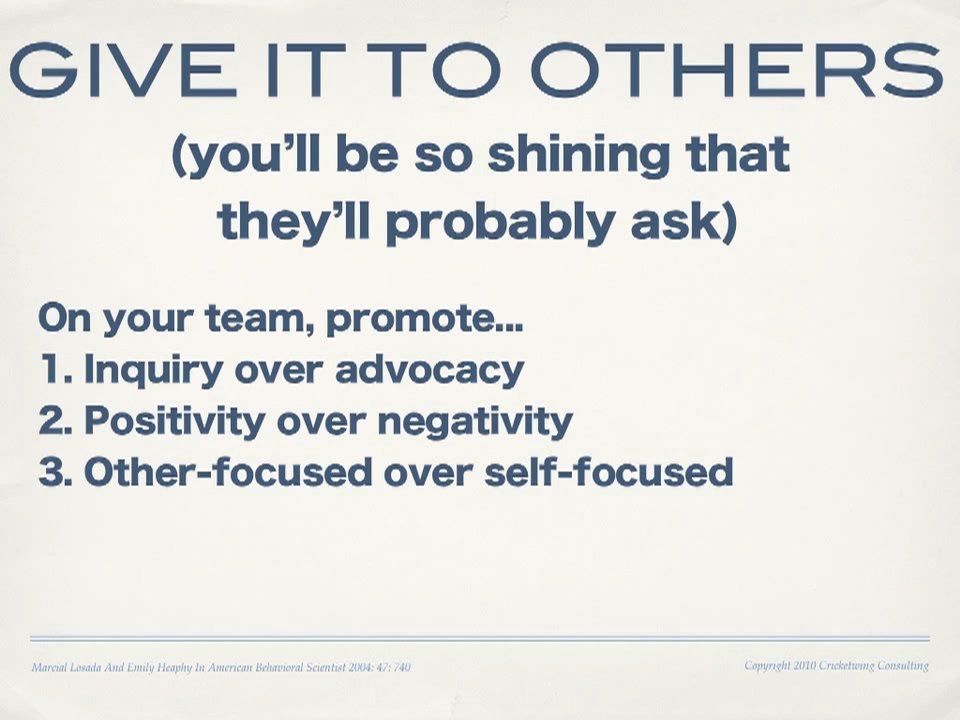 GIVE IT TO OTHERS
(you’ll be so shining that
they’ll probably ask)
On your team, promote...
1. Inquiry over advocacy
2. Positivity over negativity
3. Other-focused over self-focused
Marcial Losada And Emily Heaphy In American Behavioral Scientist 2004: 47: 740
Copyright 2010 Cricketwing Consulting